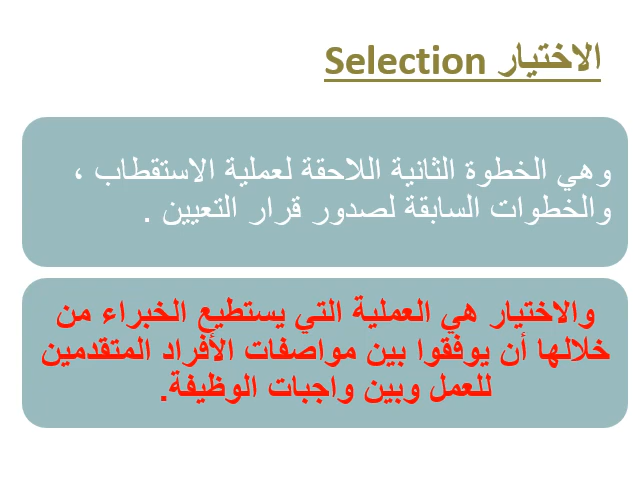 الاختيار Selection
وهي الخطوة الثانية اللاحقة لعملية الاستقطاب ،
والخطوات السابقة لصدور قرار التعيين .
والاختيار هي العملية التي يستطيع الخبراء من
خلالها أن يوفقوا بين مواصفات الأفراد المتقدمين
للعمل وبين واجبات الوظيفة.